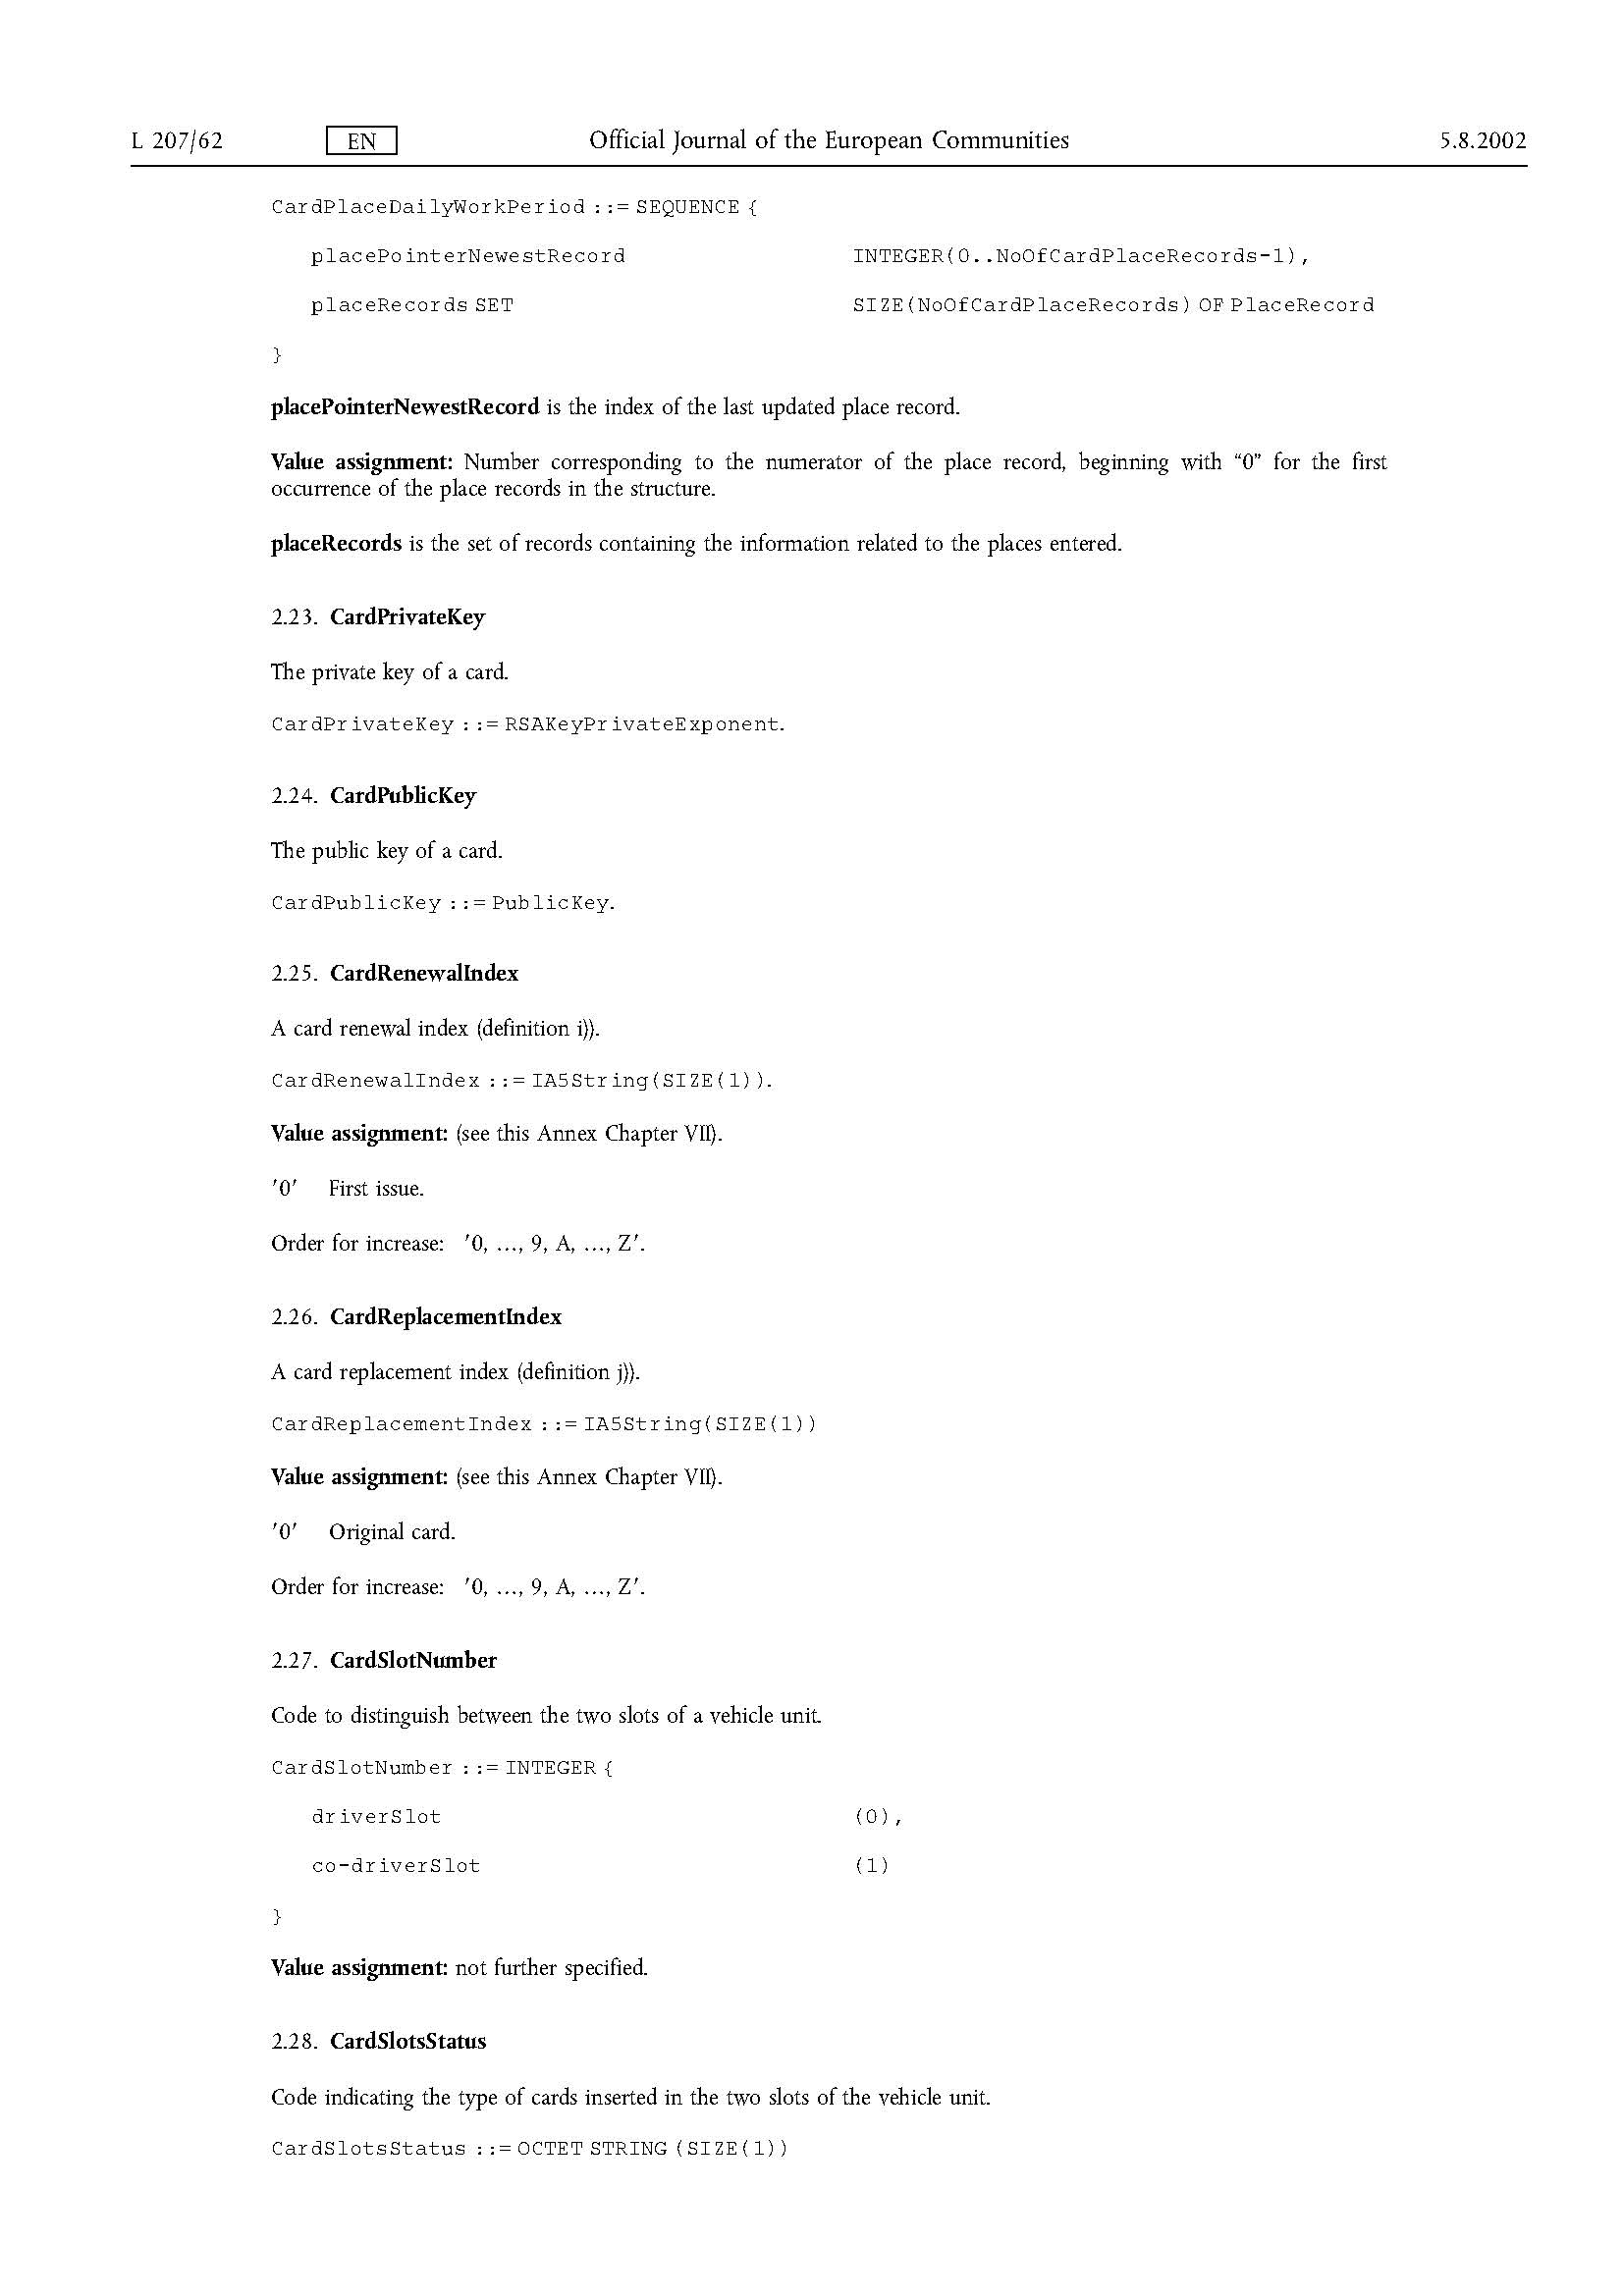 L 207/62 EN Official Journal of the European Communities 5.8.2002
CardPlaceDailyWorkPeriod ::= SEQUENCE {
placePointerNewestRecord INTEGER(0..NoOfCardPlaceRecords-1),
placeRecords SET SIZE(NoOfCardPlaceRecords) OF PlaceRecord
}
placePointerNewestRecord is the index of the last updated place record.
Value assignment: Number corresponding to the numerator of the place record, beginning with “0” for the first
occurrence of the place records in the structure.
placeRecords is the set of records containing the information related to the places entered.
2.23. CardPrivateKey
The private key of a card.
CardPrivateKey ::= RSAKeyPrivateExponent.
2.24. CardPublicKey
The public key of a card.
CardPublicKey ::= PublicKey.
2.25. CardRenewalIndex
A card renewal index (definition i)).
CardRenewalIndex ::= IA5String(SIZE(1)).
Value assignment: (see this Annex Chapter VII).
'0' First issue.
Order for increase: '0, …, 9, A, …, Z'.
2.26. CardReplacementIndex
A card replacement index (definition j)).
CardReplacementIndex ::= IA5String(SIZE(1))
Value assignment: (see this Annex Chapter VII).
'0' Original card.
Order for increase: '0, …, 9, A, …, Z'.
2.27. CardSlotNumber
Code to distinguish between the two slots of a vehicle unit.
CardSlotNumber ::= INTEGER {
driverSlot (0),
co-driverSlot (1)
}
Value assignment: not further specified.
2.28. CardSlotsStatus
Code indicating the type of cards inserted in the two slots of the vehicle unit.
CardSlotsStatus ::= OCTET STRING (SIZE(1))